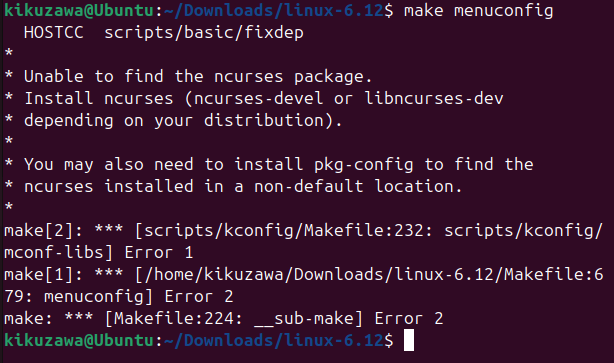 kikuzawa@Ubuntu:~/Downloads/linux-6.12$ make menuconfig
  HOSTCC  scripts/basic/fixdep
*
* Unable to find the ncurses package.
* Install ncurses (ncurses-devel or libncurses-dev
* depending on your distribution).
*
* You may also need to install pkg-config to find the
* ncurses installed in a non-default location.
*
make[2]: *** [scripts/kconfig/Makefile:232: scripts/kconfig/
mconf-libs] Error 1
make[1]: *** [/home/kikuzawa/Downloads/linux-6.12/Makefile:6
79: menuconfig] Error 2
make: *** [Makefile:224: __sub-make] Error 2
kikuzawa@Ubuntu:~/Downloads/linux-6.12$